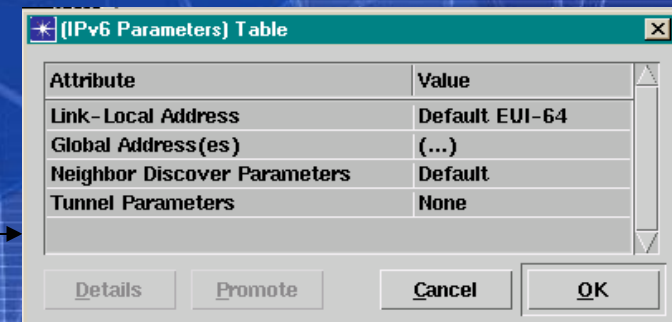 (IPv6 Parameters) Table
Attribute Value
Link-Local Address Default EUI-64
Global Address(es) (...)
Neighbor Discover Parameters Default
Tunnel Parameters None
Details Promote Cancel OK